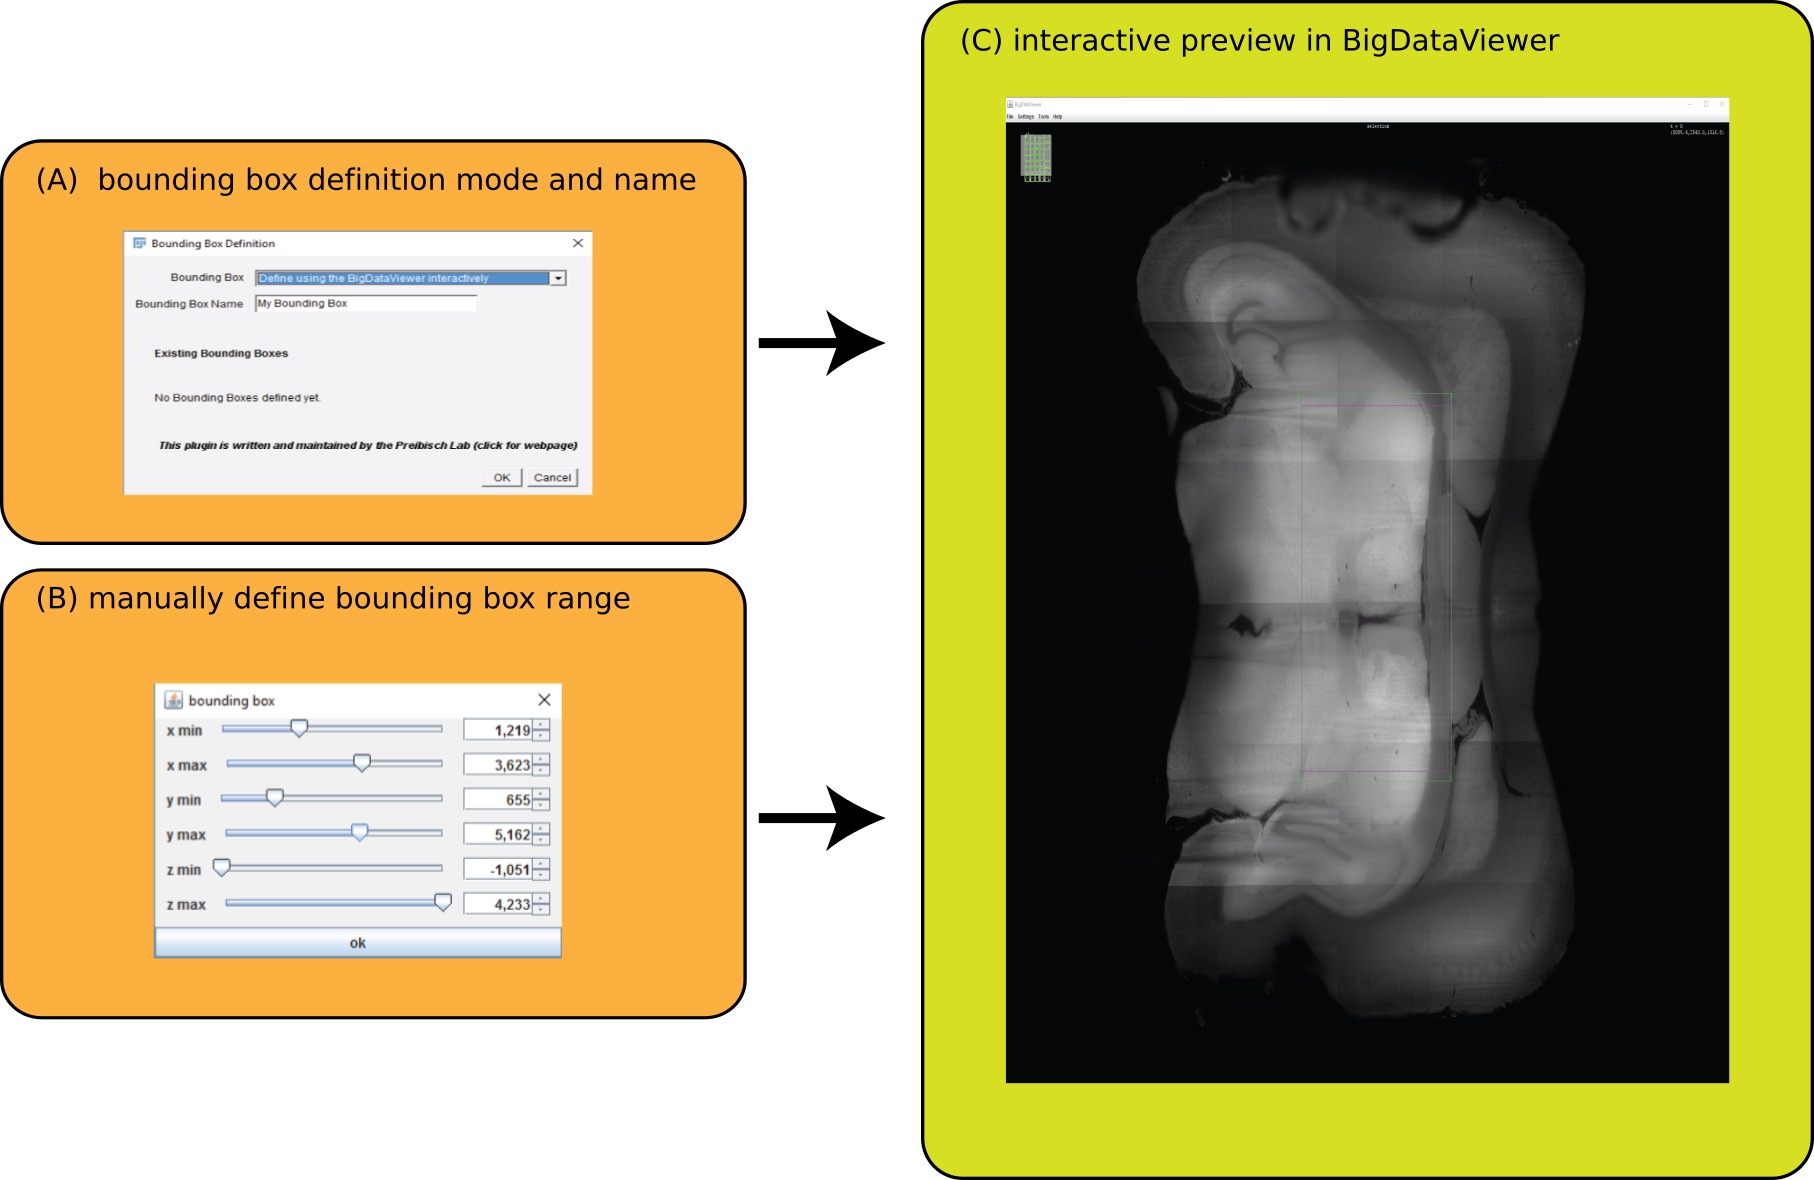 (A)  bounding box definition mode and name
Bounding Box Definition
Bounding Box Define using the BigDataViewer interactively
Bounding Box Name My Bounding Box
Existing Bounding Boxes
No Bounding Boxes defined yet.
This plugin is written and maintained by the Preibisch Lab (click for webpage)
OK Cancel
(B) manually define bounding box range
bounding box
x min 1,219
x max 3,623
y min 655
y max 5,162
z min -1,051
z max 4,233
ok
(C) interactive preview in BigDataViewer
BigDataViewer
File Settings Tools Help
selection
t = 0